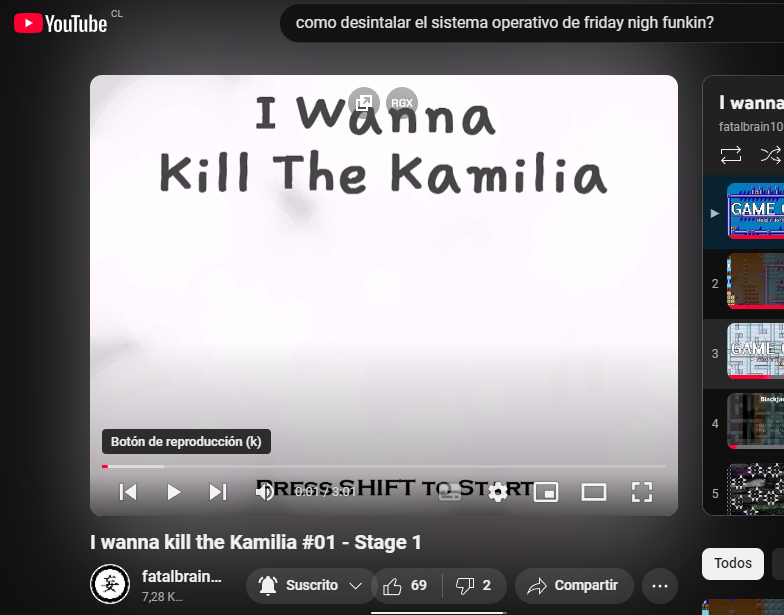 YouTube CL
como desintalar el sistema operativo de friday nigh funkin?
I Wanna
Kill The Kamilia
RGX
Botón de reproducción (k)
PRESS SHIFT TO START
0:01 / 3:01
I wanna kill the Kamilia #01 - Stage 1
fatalbrain...
7,28 K...
Suscrito
69
2
Compartir
I wanna
fatalbrain10
GAME
2
3
GAME
4
Blackjac
5
Todos